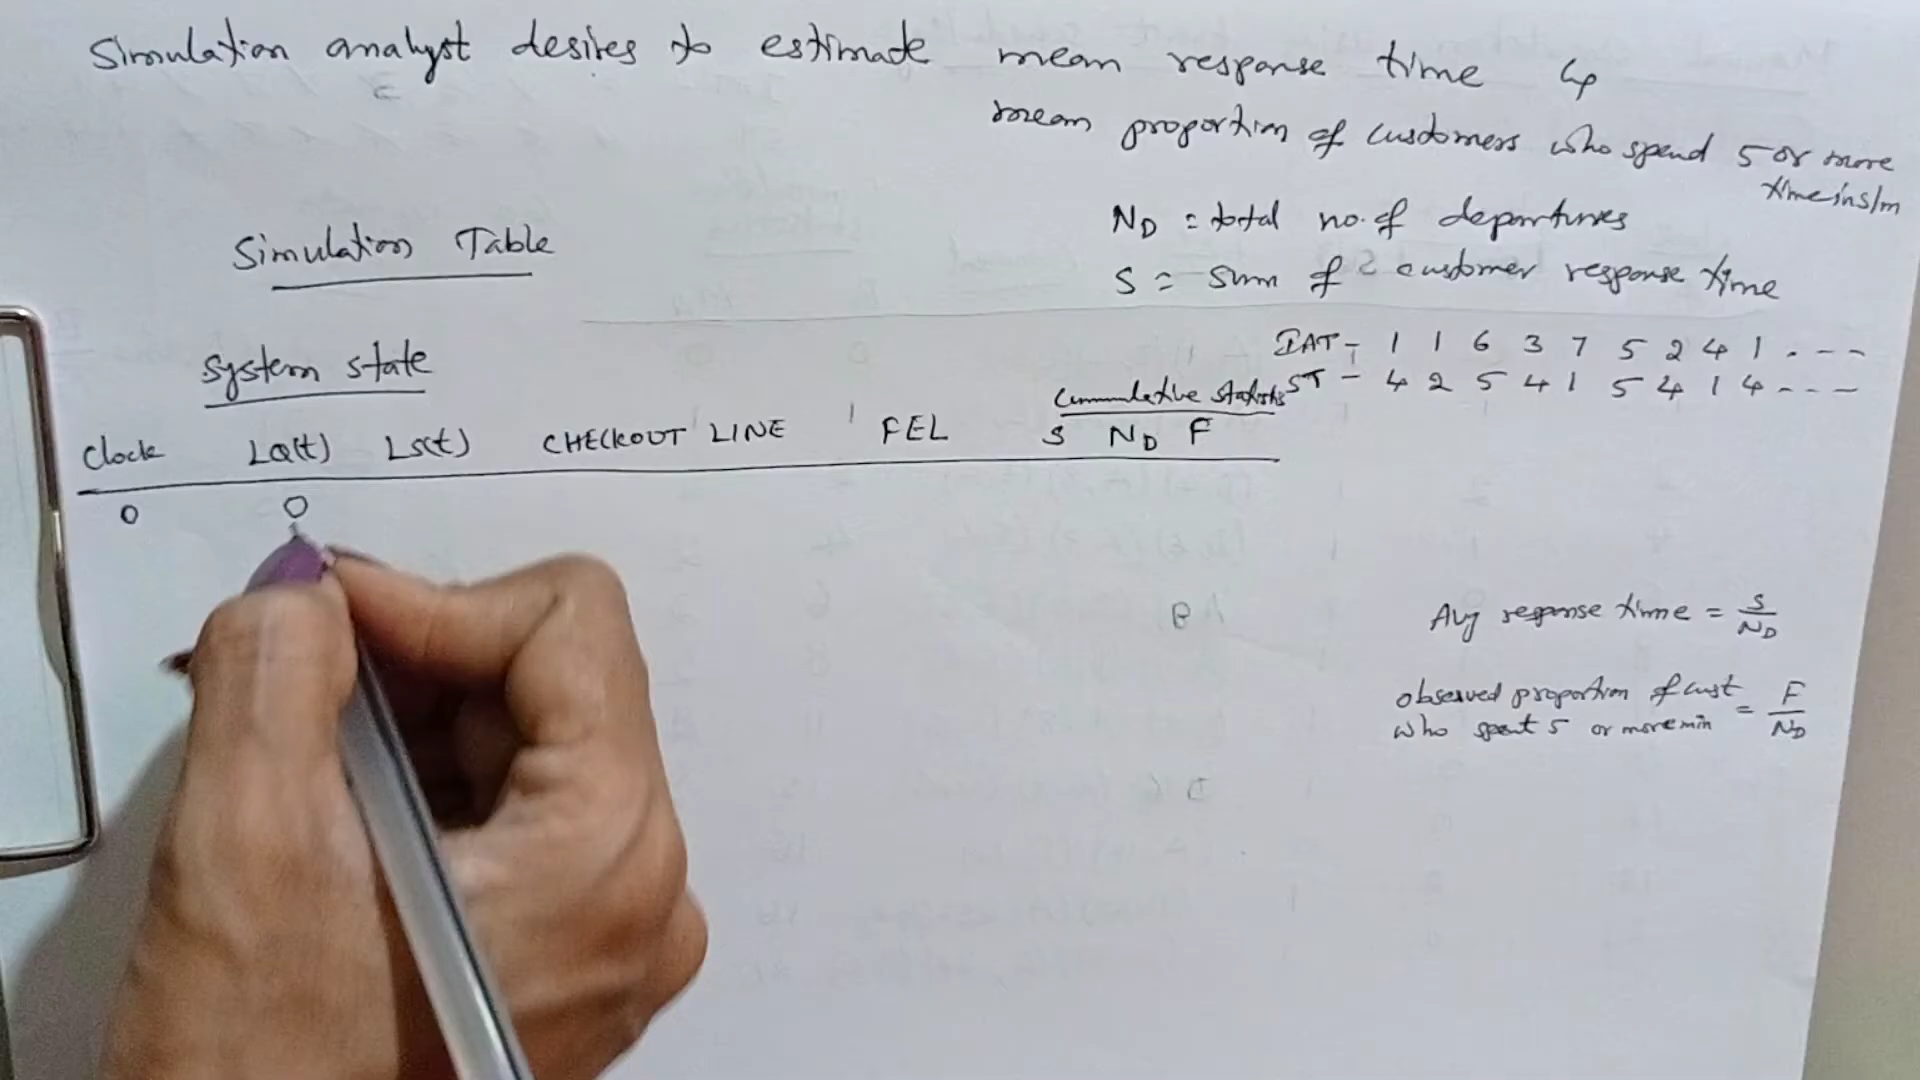 Simulation analyst desires to estimate mean response time &
mean proportion of customers who spend 5 or more
time in s/m
ND = total no. of departures
S = sum of customer response time
Simulation Table
IAT - 1 1 6 3 7 5 2 4 1 . - - -
ST - 4 2 5 4 1 5 4 1 4 - - - -
System state
Cummulative Statistis
Clock LQ(t) LS(t) CHECKOUT LINE FEL S ND F
0 0
Avg response time = S/ND
observed proportion of cust
who spent 5 or more min = F/ND